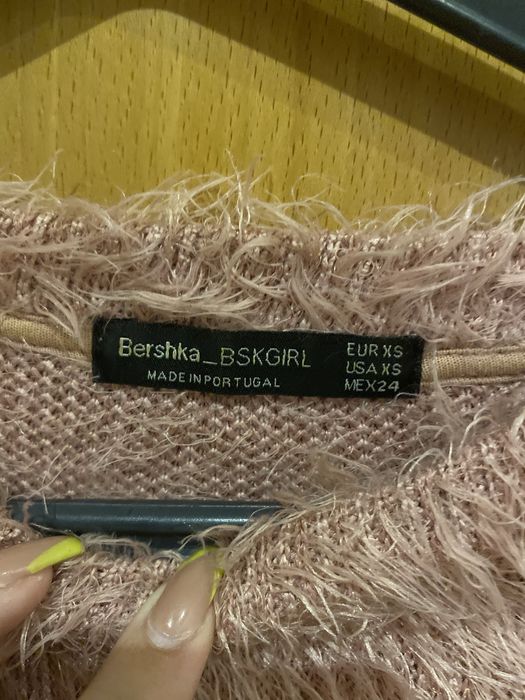 Bershka_BSKGIRL
MADE IN PORTUGAL
EUR XS
USA XS
MEX 24